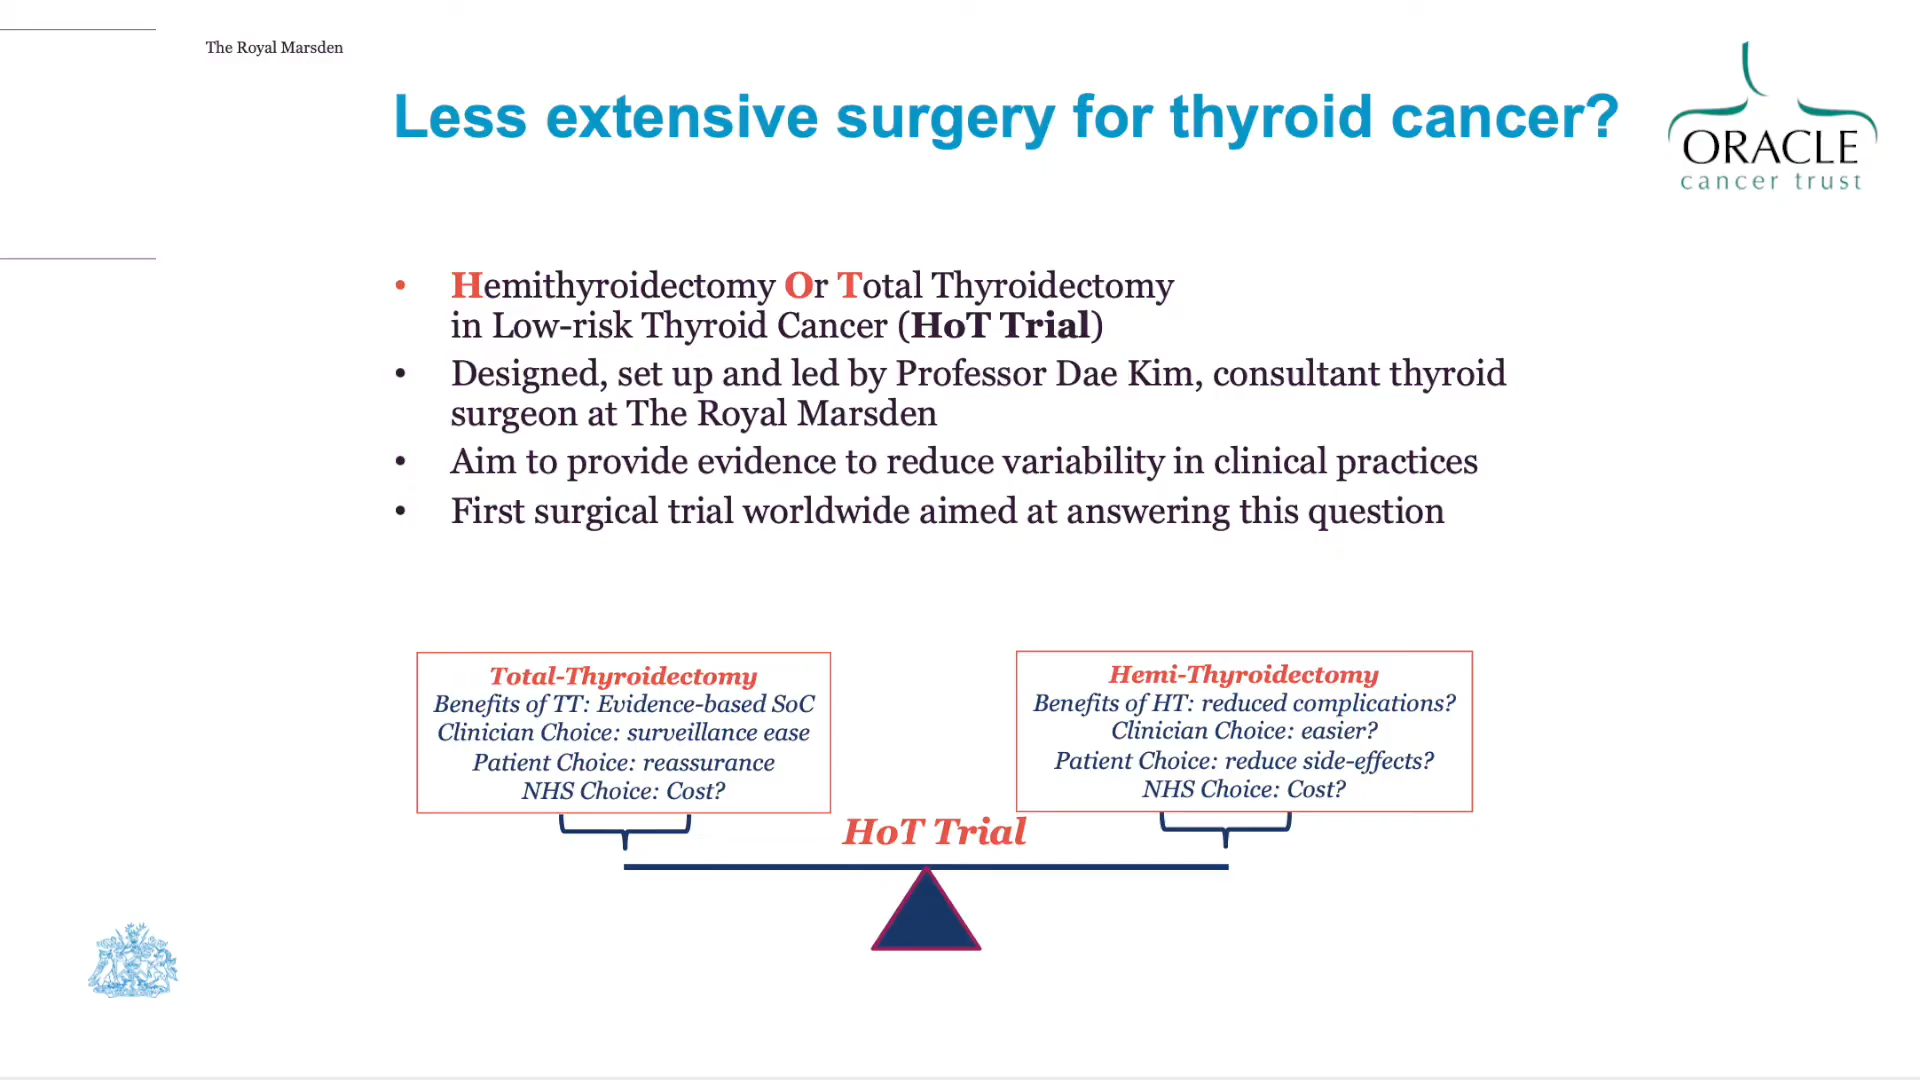 The Royal Marsden
Less extensive surgery for thyroid cancer?
ORACLE
cancer trust
• Hemithyroidectomy Or Total Thyroidectomy
in Low-risk Thyroid Cancer (HoT Trial)
• Designed, set up and led by Professor Dae Kim, consultant thyroid
surgeon at The Royal Marsden
• Aim to provide evidence to reduce variability in clinical practices
• First surgical trial worldwide aimed at answering this question
Total-Thyroidectomy
Benefits of TT: Evidence-based SoC
Clinician Choice: surveillance ease
Patient Choice: reassurance
NHS Choice: Cost?
Hemi-Thyroidectomy
Benefits of HT: reduced complications?
Clinician Choice: easier?
Patient Choice: reduce side-effects?
NHS Choice: Cost?
HoT Trial